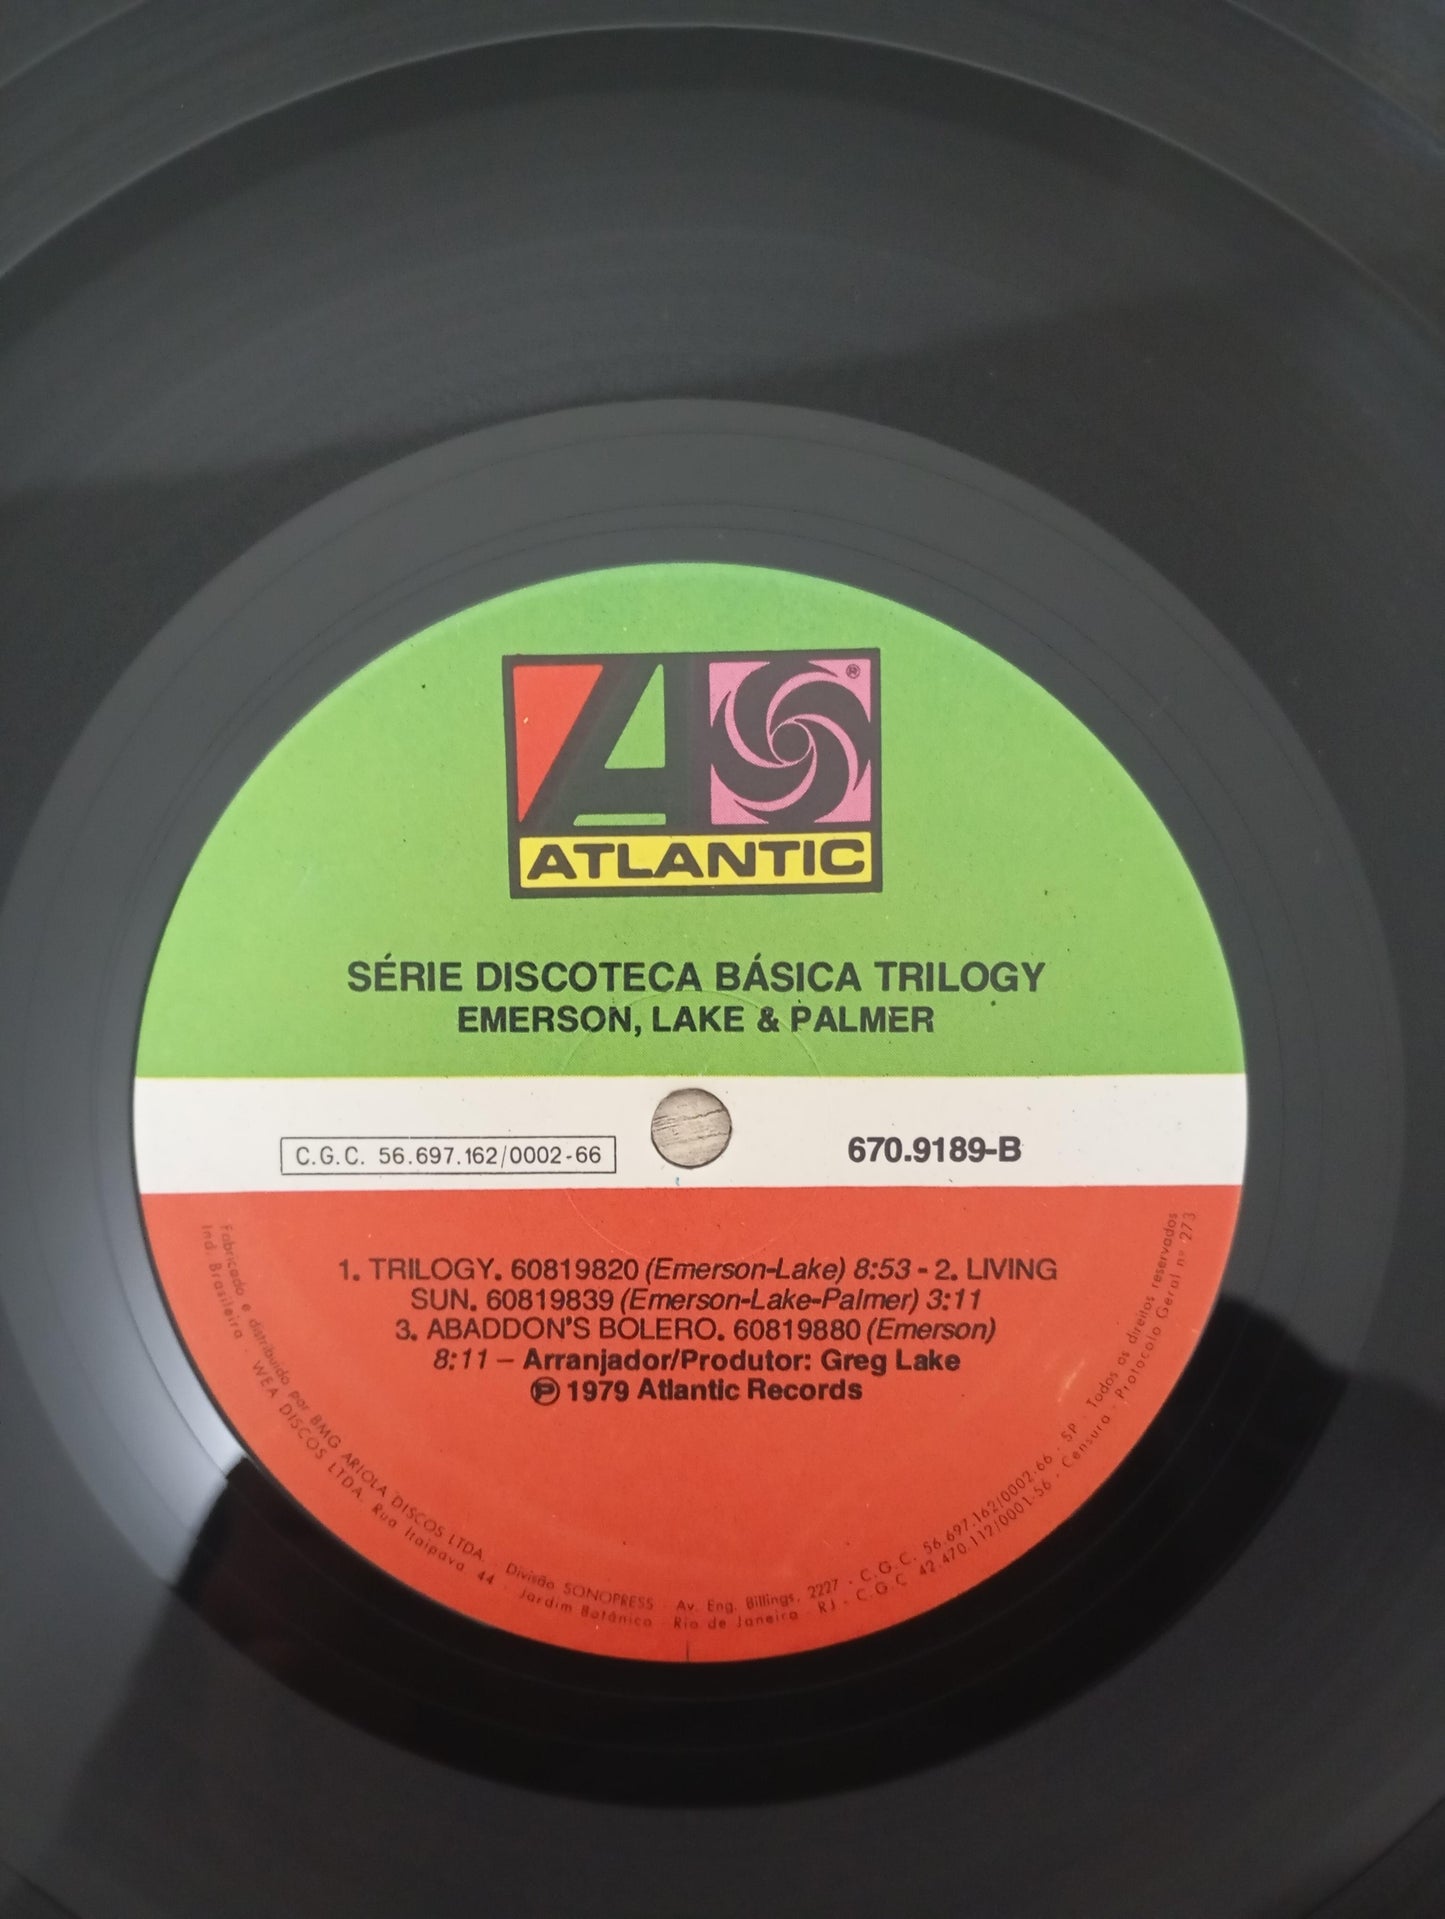 ®
ATLANTIC
SÉRIE DISCOTECA BÁSICA TRILOGY
EMERSON, LAKE & PALMER
C.G.C. 56.697.162/0002-66
670.9189-B
1. TRILOGY. 60819820 (Emerson-Lake) 8:53 - 2. LIVING
SUN. 60819839 (Emerson-Lake-Palmer) 3:11
3. ABADDON'S BOLERO. 60819880 (Emerson)
8:11 – Arranjador/Produtor: Greg Lake
℗ 1979 Atlantic Records
Fabricado e distribuido por BMG ARIOLA DISCOS LTDA. - Divisão SONOPRESS - Av. Eng. Billings, 2227 - C.G.C. 56.697.162/0002-66 - SP - Todos os direitos reservados
Ind. Brasileira - WEA DISCOS LTDA. Rua Itaipava 44 - Jardim Botânico - Rio de Janeiro - RJ - C.G.C 42.470.112/0001-56 - Censura - Protocolo Geral nº 273